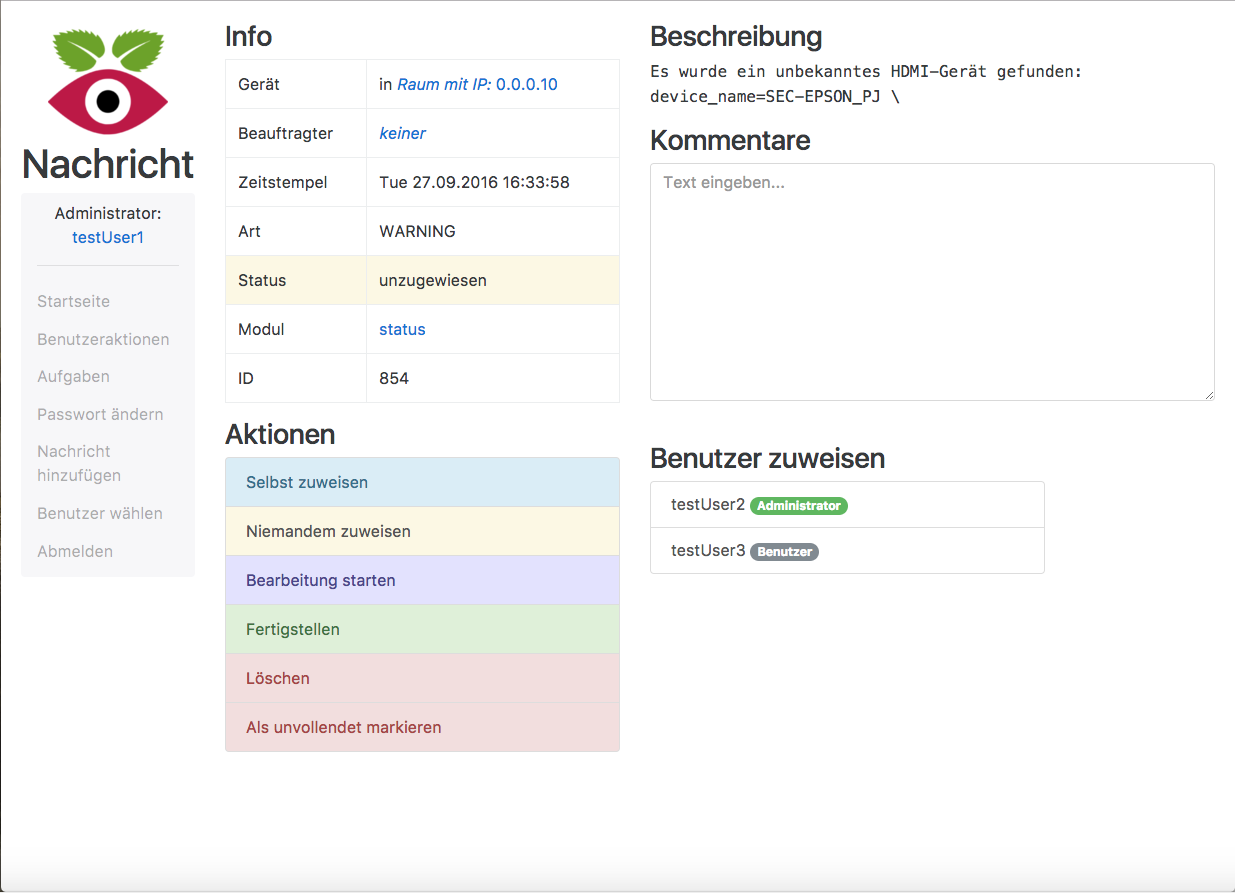 Nachricht
Administrator:
testUser1
Startseite
Benutzeraktionen
Aufgaben
Passwort ändern
Nachricht
hinzufügen
Benutzer wählen
Abmelden
Info
Gerät in Raum mit IP: 0.0.0.10
Beauftragter keiner
Zeitstempel Tue 27.09.2016 16:33:58
Art WARNING
Status unzugewiesen
Modul status
ID 854
Aktionen
Selbst zuweisen
Niemandem zuweisen
Bearbeitung starten
Fertigstellen
Löschen
Als unvollendet markieren
Beschreibung
Es wurde ein unbekanntes HDMI-Gerät gefunden:
device_name=SEC-EPSON_PJ \
Kommentare
Text eingeben...
Benutzer zuweisen
testUser2 Administrator
testUser3 Benutzer